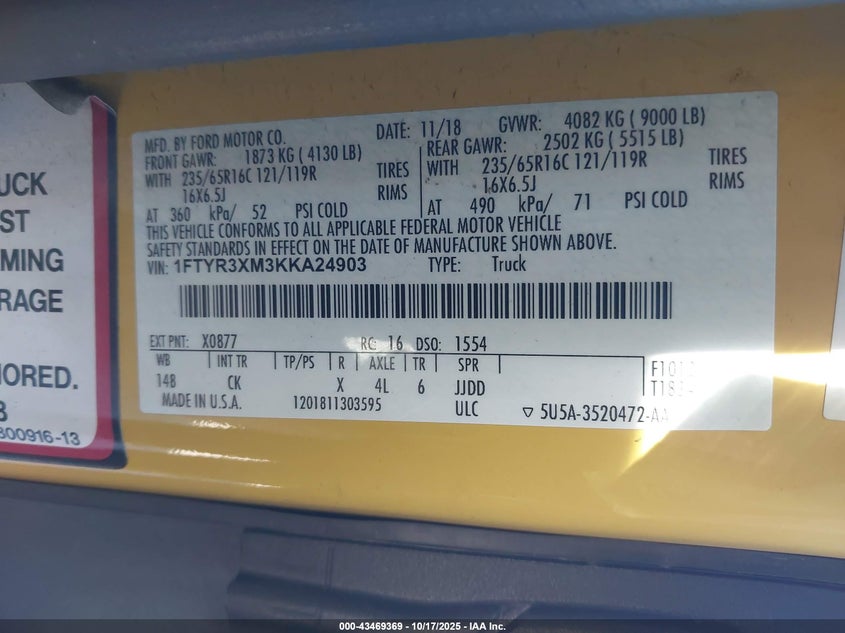 UCK
ST
MING
RAGE
ORED.
B
800916-13
MFD. BY FORD MOTOR CO.
DATE: 11/18 GVWR: 4082 KG ( 9000 LB)
FRONT GAWR: 1873 KG ( 4130 LB)
REAR GAWR: 2502 KG ( 5515 LB)
WITH 235/65R16C 121/119R TIRES
WITH 235/65R16C 121/119R TIRES
16X6.5J RIMS
16X6.5J RIMS
AT 360 kPa/ 52 PSI COLD
AT 490 kPa/ 71 PSI COLD
THIS VEHICLE CONFORMS TO ALL APPLICABLE FEDERAL MOTOR VEHICLE
SAFETY STANDARDS IN EFFECT ON THE DATE OF MANUFACTURE SHOWN ABOVE.
VIN: 1FTYR3XM3KKA24903 TYPE: Truck
EXT PNT: X0877 RC: 16 DSO: 1554
WB INT TR TP/PS R AXLE TR SPR
148 CK X 4L 6 JJDD
MADE IN U.S.A. 1201811303595 ULC
5U5A-3520472-AA
000-43469369 | 10/17/2025 - IAA Inc.